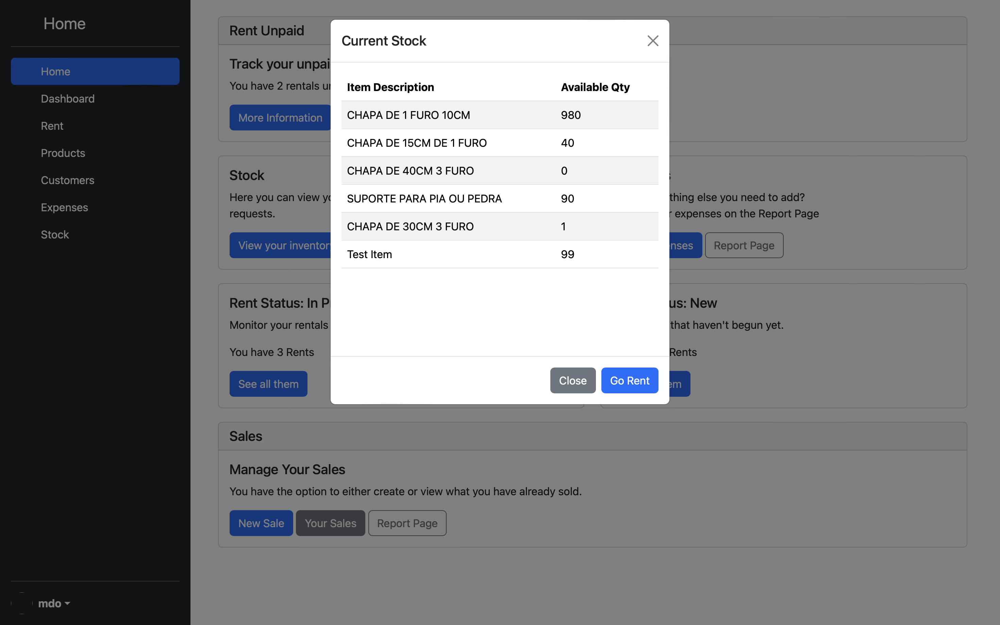 Home
Home
Dashboard
Rent
Products
Customers
Expenses
Stock
mdo
Rent Unpaid
Track your
You have 2 rentals
More Information
Stock
Here you can view
requests.
View your
thing else you need to add?
expenses on the Report Page
Report Page
Rent Status: In
Monitor your rentals
You have 3 Rents
See all them
New
that haven't begun yet.
Rents
Sales
Manage Your Sales
You have the option to either create or view what you have already sold.
New Sale Your Sales Report Page
Current Stock
Item Description Available Qty
CHAPA DE 1 FURO 10CM 980
CHAPA DE 15CM DE 1 FURO 40
CHAPA DE 40CM 3 FURO 0
SUPORTE PARA PIA OU PEDRA 90
CHAPA DE 30CM 3 FURO 1
Test Item 99
Close Go Rent